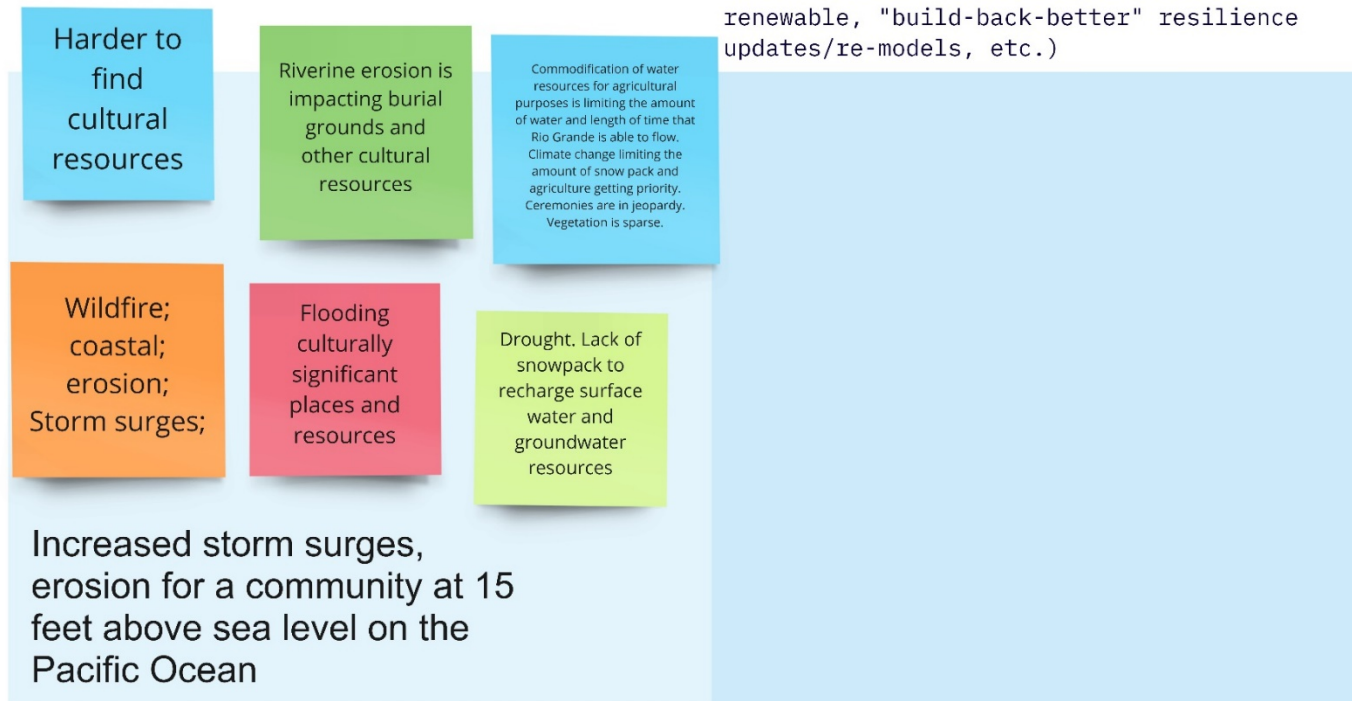 renewable, "build-back-better" resilience
updates/re-models, etc.)
Harder to
find
cultural
resources
Riverine erosion is
impacting burial
grounds and
other cultural
resources
Commodification of water
resources for agricultural
purposes is limiting the amount
of water and length of time that
Rio Grande is able to flow.
Climate change limiting the
amount of snow pack and
agriculture getting priority.
Ceremonies are in jeopardy.
Vegetation is sparse.
Wildfire;
coastal;
erosion;
Storm surges;
Flooding
culturally
significant
places and
resources
Drought. Lack of
snowpack to
recharge surface
water and
groundwater
resources
Increased storm surges,
erosion for a community at 15
feet above sea level on the
Pacific Ocean